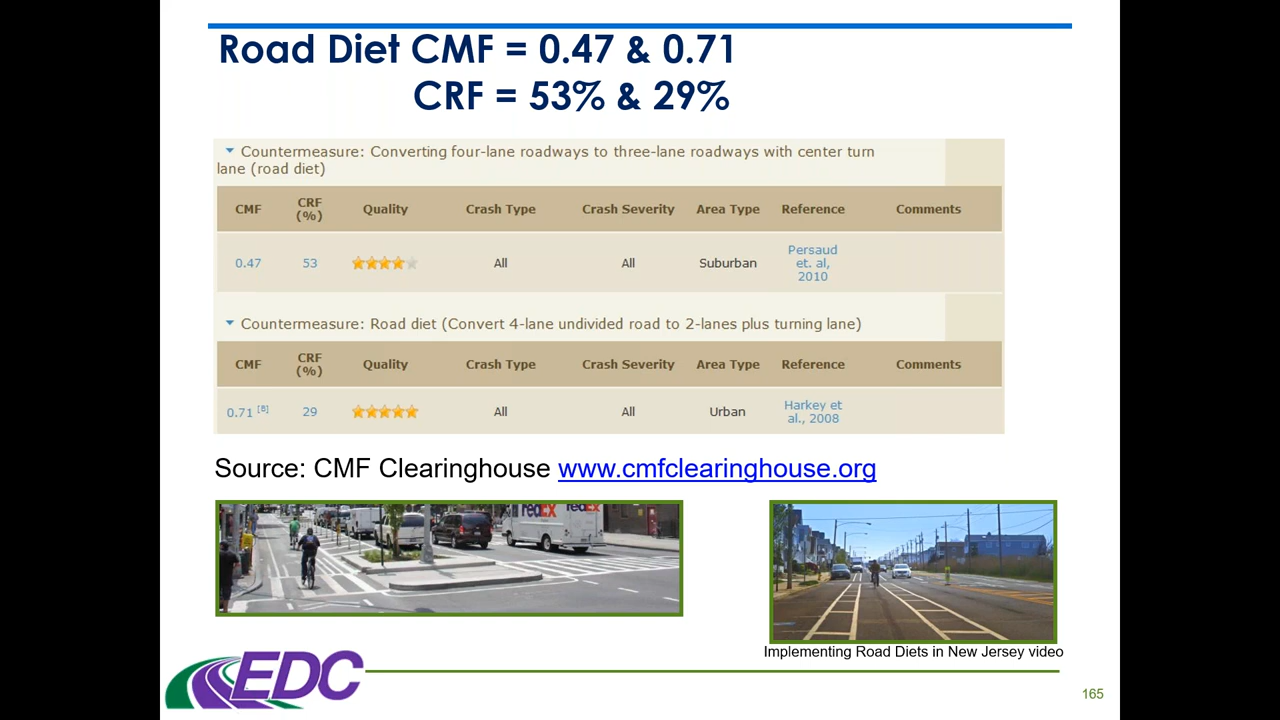 Road Diet CMF = 0.47 & 0.71
CRF = 53% & 29%
Countermeasure: Converting four-lane roadways to three-lane roadways with center turn
lane (road diet)
CMF CRF (%) Quality Crash Type Crash Severity Area Type Reference Comments
0.47 53 All All Suburban Persaud et. al, 2010
Countermeasure: Road diet (Convert 4-lane undivided road to 2-lanes plus turning lane)
CMF CRF (%) Quality Crash Type Crash Severity Area Type Reference Comments
0.71 [8] 29 All All Urban Harkey et al., 2008
Source: CMF Clearinghouse www.cmfclearinghouse.org
FedEx
FedEx
Implementing Road Diets in New Jersey video
EDC
165